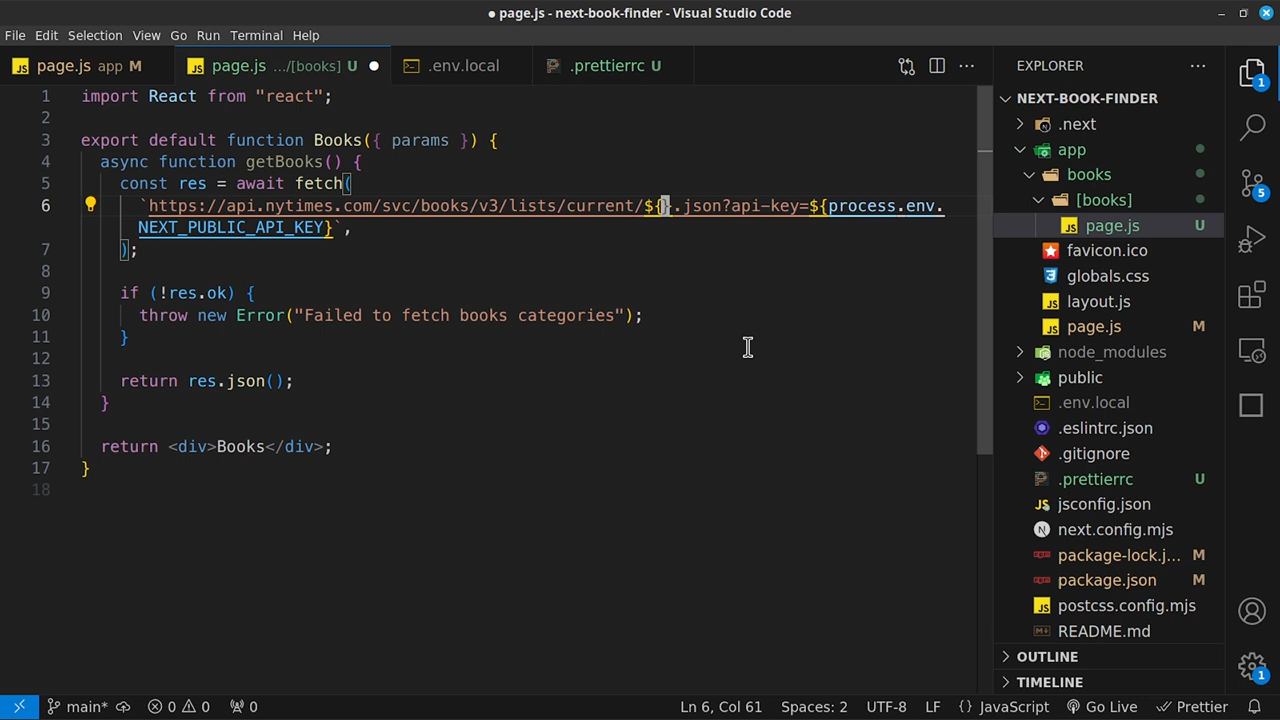 ● page.js - next-book-finder - Visual Studio Code
File Edit Selection View Go Run Terminal Help
page.js app M
page.js .../[books] U ●
.env.local
.prettierrc U
1 import React from "react";
2
3 export default function Books({ params }) {
4 async function getBooks() {
5 const res = await fetch(
6 `https://api.nytimes.com/svc/books/v3/lists/current/${}.json?api-key=${process.env.
NEXT_PUBLIC_API_KEY}`,
7 );
8
9 if (!res.ok) {
10 throw new Error("Failed to fetch books categories");
11 }
12
13 return res.json();
14 }
15
16 return <div>Books</div>;
17 }
18
EXPLORER
NEXT-BOOK-FINDER
.next
app
books
[books]
page.js U
favicon.ico
globals.css
layout.js
page.js M
node_modules
public
.env.local
.eslintrc.json
.gitignore
.prettierrc U
jsconfig.json
next.config.mjs
package-lock.j... M
package.json M
postcss.config.mjs
README.md
OUTLINE
TIMELINE
1
5
1
main* 0 0 0
Ln 6, Col 61 Spaces: 2 UTF-8 LF {} JavaScript Go Live Prettier